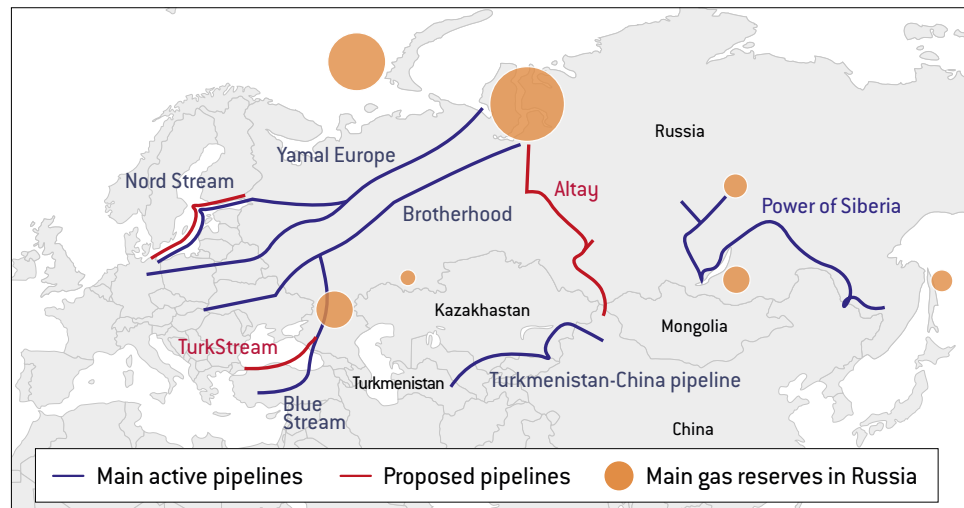 Russia
Yamal Europe
Nord Stream
Altay
Brotherhood
Power of Siberia
Kazakhastan
Mongolia
TurkStream
Turkmenistan
Turkmenistan-China pipeline
Blue
Stream
China
Main active pipelines
Proposed pipelines
Main gas reserves in Russia